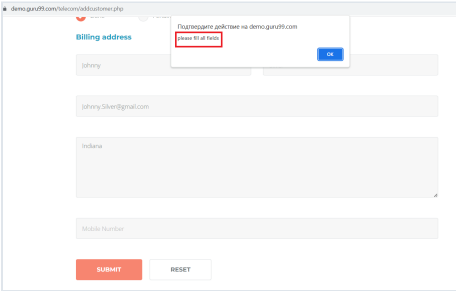 demo.guru99.com/telecom/addcustomer.php
Подтвердите действие на demo.guru99.com
please fill all fields
OK
Billing address
Johnny
Johnny.Silver@gmail.com
Indiana
Mobile Number
SUBMIT
RESET